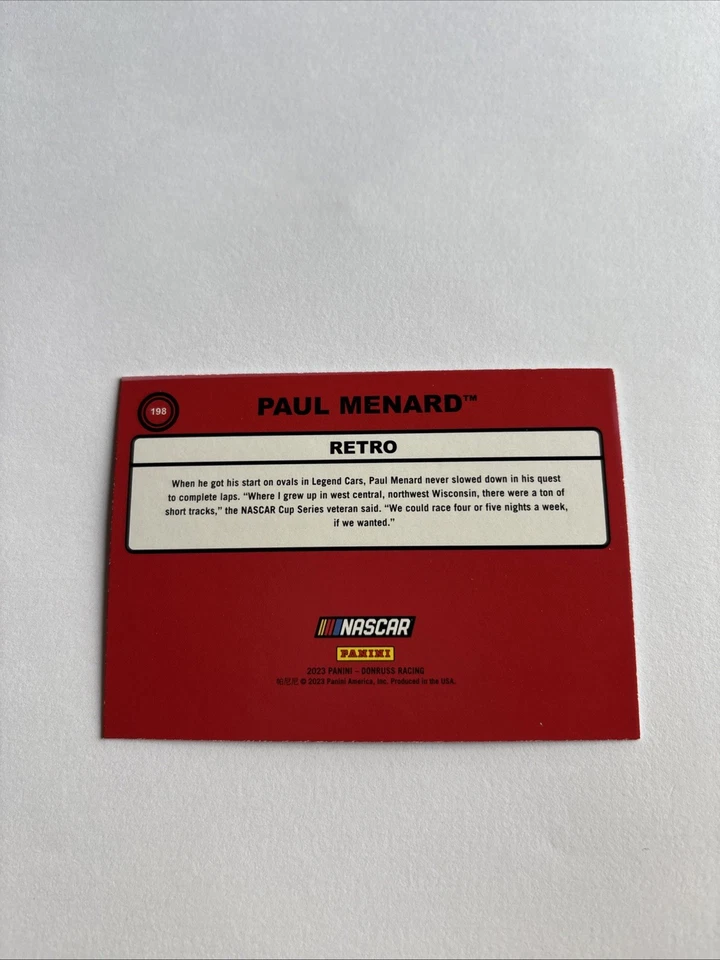 198
PAUL MENARD™
RETRO
When he got his start on ovals in Legend Cars, Paul Menard never slowed down in his quest
to complete laps. “Where I grew up in west central, northwest Wisconsin, there were a ton of
short tracks,” the NASCAR Cup Series veteran said. “We could race four or five nights a week,
if we wanted.”
NASCAR
PANINI
2023 PANINI – DONRUSS RACING
帕尼尼 © 2023 Panini America, Inc. Produced in the USA.